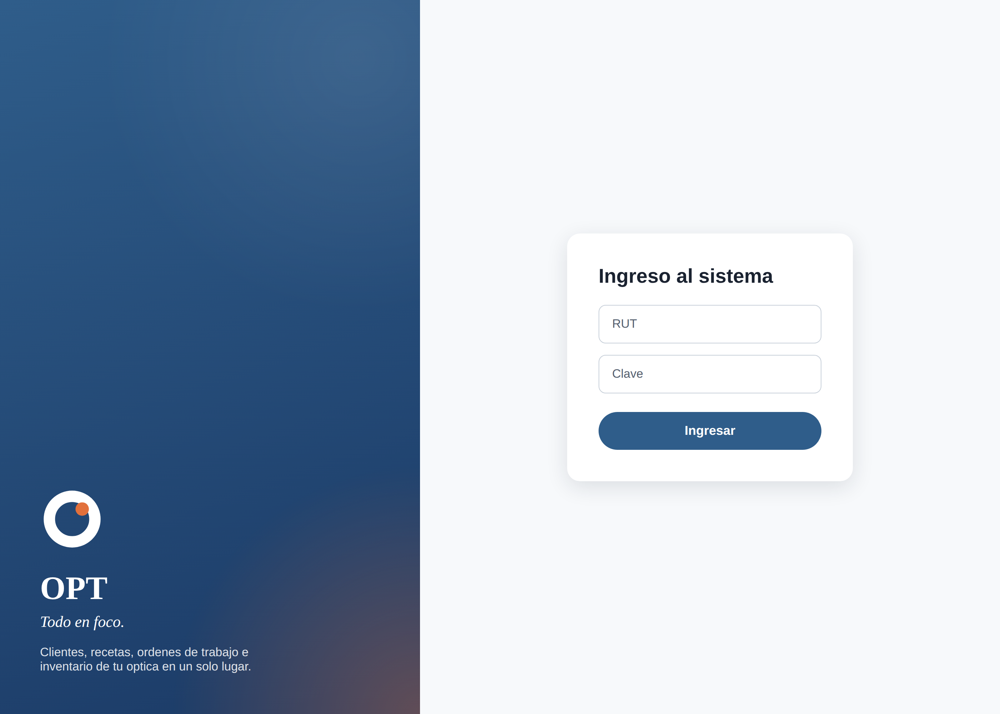 OPT
Todo en foco.
Clientes, recetas, ordenes de trabajo e
inventario de tu optica en un solo lugar.
Ingreso al sistema
RUT
Clave
Ingresar